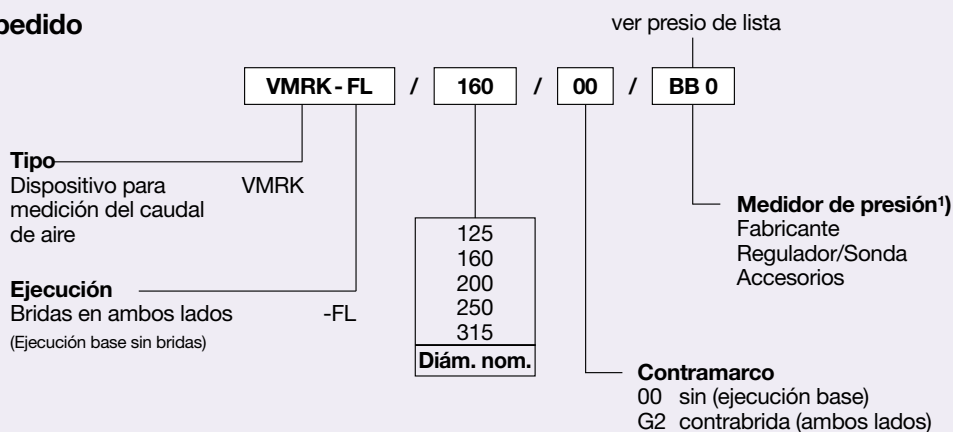 pedido
ver presio de lista
VMRK - FL / 160 / 00 / BB 0
Tipo
Dispositivo para VMRK
medición del caudal
de aire
Ejecución
Bridas en ambos lados -FL
(Ejecución base sin bridas)
125
160
200
250
315
Diám. nom.
Medidor de presión¹)
Fabricante
Regulador/Sonda
Accesorios
Contramarco
00 sin (ejecución base)
G2 contrabrida (ambos lados)